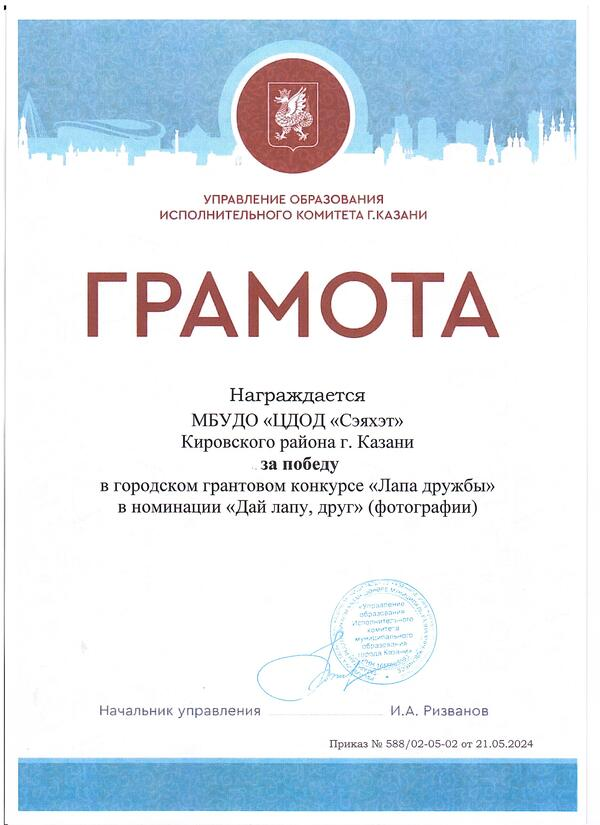 УПРАВЛЕНИЕ ОБРАЗОВАНИЯ
ИСПОЛНИТЕЛЬНОГО КОМИТЕТА Г.КАЗАНИ
ГРАМОТА
Награждается
МБУДО «ЦДОД «Сэяхэт»
Кировского района г. Казани
за победу
в городском грантовом конкурсе «Лапа дружбы»
в номинации «Дай лапу, друг» (фотографии)
«Управление
образования
Исполнительного
комитета
муниципального
образования
города Казани»
Начальник управления И.А. Ризванов
Приказ № 588/02-05-02 от 21.05.2024